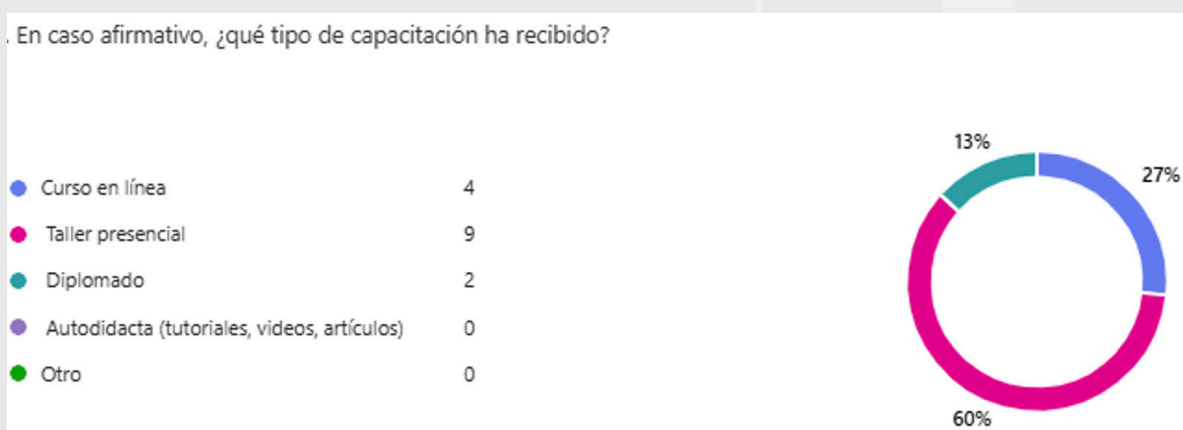 . En caso afirmativo, ¿qué tipo de capacitación ha recibido?
Curso en línea 4
Taller presencial 9
Diplomado 2
Autodidacta (tutoriales, videos, artículos) 0
Otro 0
13%
27%
60%